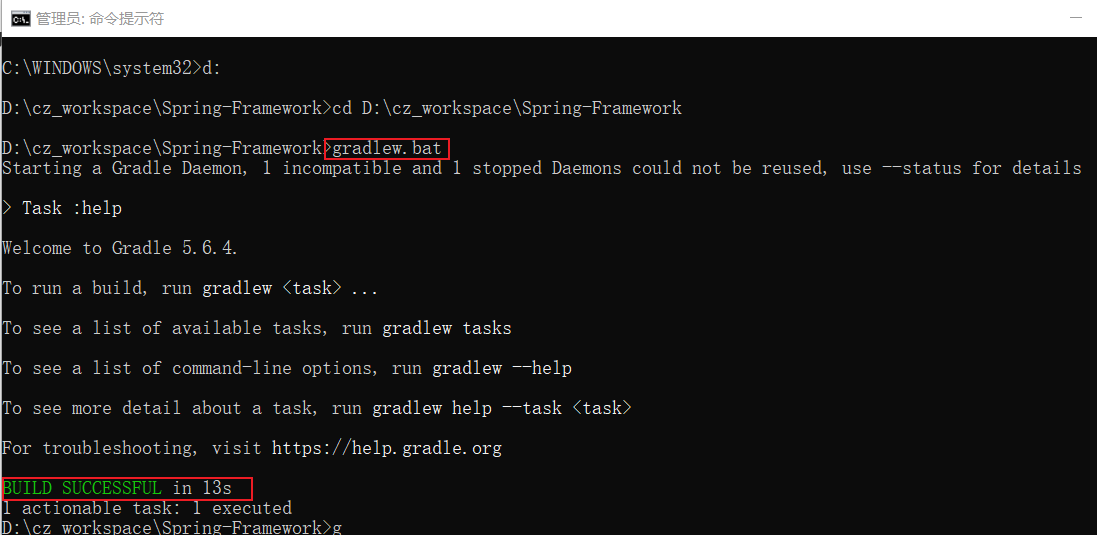 管理员: 命令提示符
C:\WINDOWS\system32>d:
D:\cz_workspace\Spring-Framework>cd D:\cz_workspace\Spring-Framework
D:\cz_workspace\Spring-Framework>gradlew.bat
Starting a Gradle Daemon, 1 incompatible and 1 stopped Daemons could not be reused, use --status for details
> Task :help
Welcome to Gradle 5.6.4.
To run a build, run gradlew <task> ...
To see a list of available tasks, run gradlew tasks
To see a list of command-line options, run gradlew --help
To see more detail about a task, run gradlew help --task <task>
For troubleshooting, visit https://help.gradle.org
BUILD SUCCESSFUL in 13s
1 actionable task: 1 executed
D:\cz_workspace\Spring-Framework>g